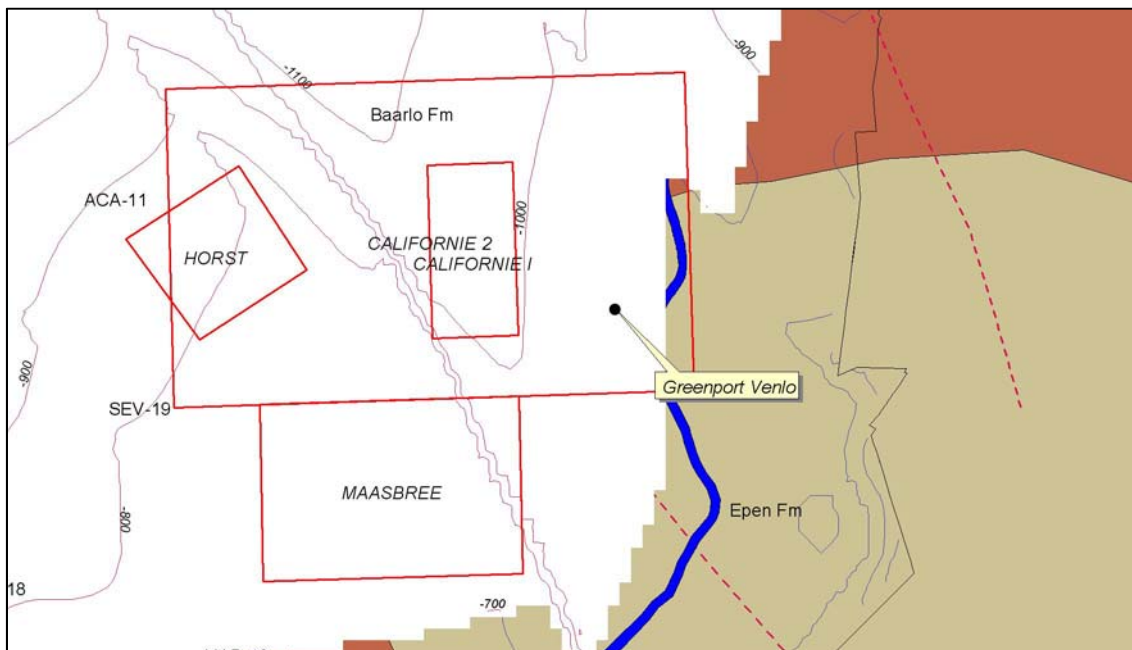 -900
-1100
Baarlo Fm
ACA-11
-1000
CALIFORNIE 2
HORST
CALIFORNIE I
-900
Greenport Venlo
SEV-19
MAASBREE
-800
Epen Fm
18
-700